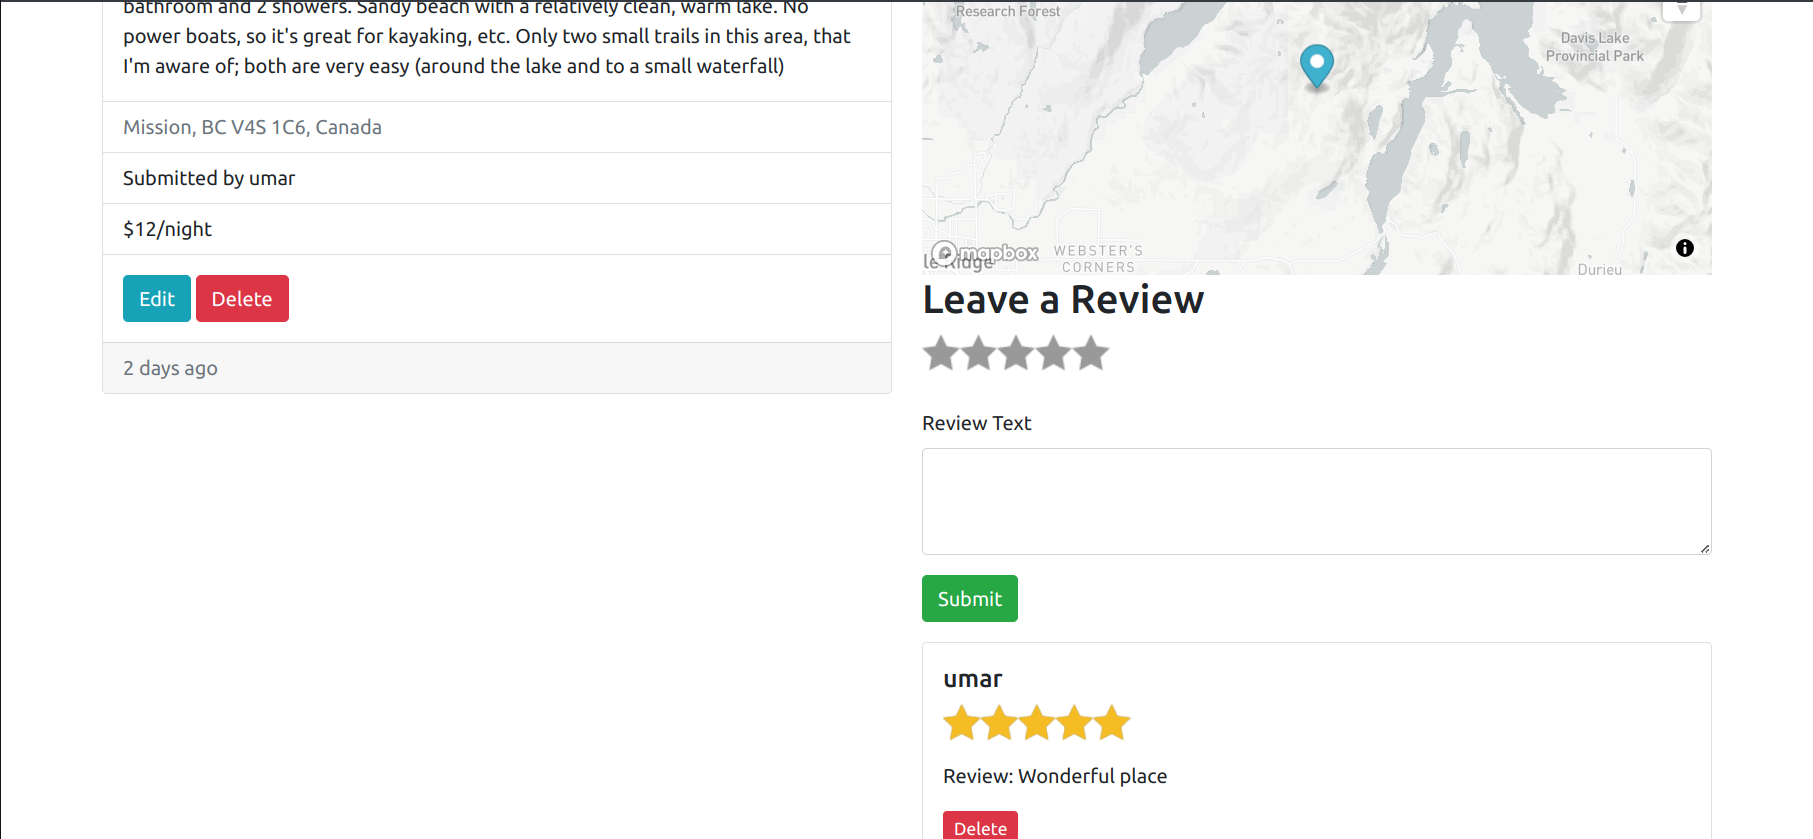 bathroom and 2 showers. Sandy beach with a relatively clean, warm lake. No
power boats, so it's great for kayaking, etc. Only two small trails in this area, that
I'm aware of; both are very easy (around the lake and to a small waterfall)
Mission, BC V4S 1C6, Canada
Submitted by umar
$12/night
Edit Delete
2 days ago
Research Forest
Davis Lake
Provincial Park
mapbox
le Ridge
WEBSTER'S
CORNERS
Durieu
Leave a Review
Review Text
Submit
umar
Review: Wonderful place
Delete